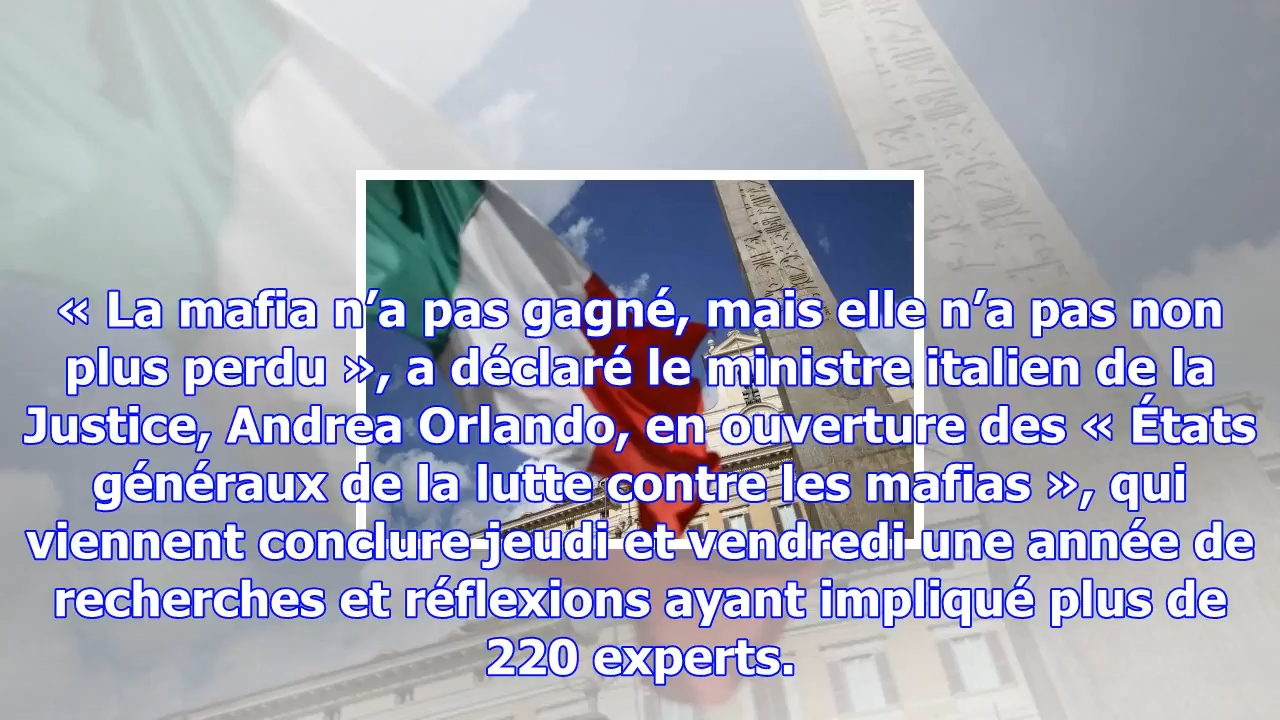 « La mafia n’a pas gagné, mais elle n’a pas non
plus perdu », a déclaré le ministre italien de la
Justice, Andrea Orlando, en ouverture des « États
généraux de la lutte contre les mafias », qui
viennent conclure jeudi et vendredi une année de
recherches et réflexions ayant impliqué plus de
220 experts.